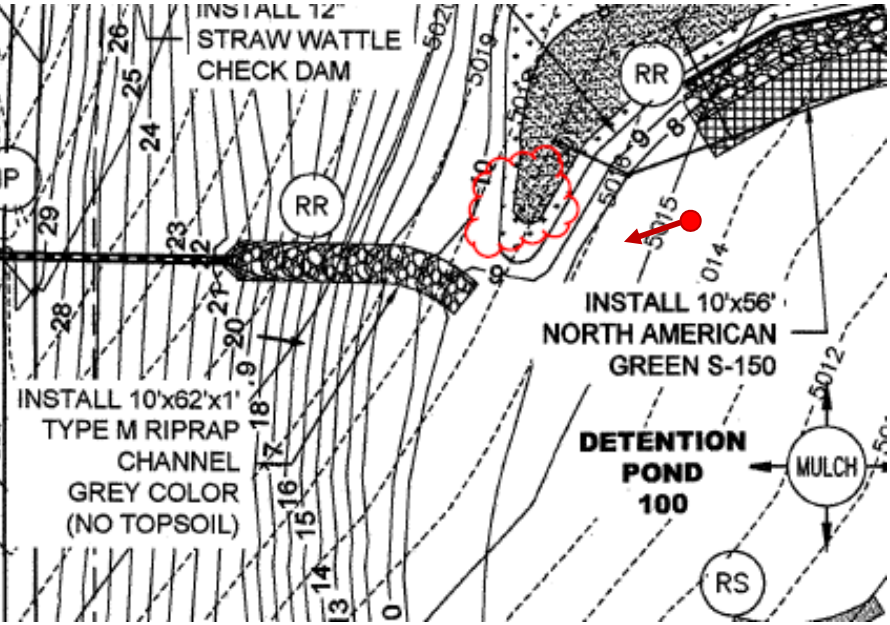 INSTALL 12"
STRAW WATTLE
CHECK DAM
26
25
24
23
22
21
20
18
17
16
15
14
13
0
29
28
RR
RR
5020
5019
5018
10
9
9
8
5016
5015
5014
5012
INSTALL 10'x56'
NORTH AMERICAN
GREEN S-150
INSTALL 10'x62'x1'
TYPE M RIPRAP
CHANNEL
GREY COLOR
(NO TOPSOIL)
DETENTION
POND
100
MULCH
RS